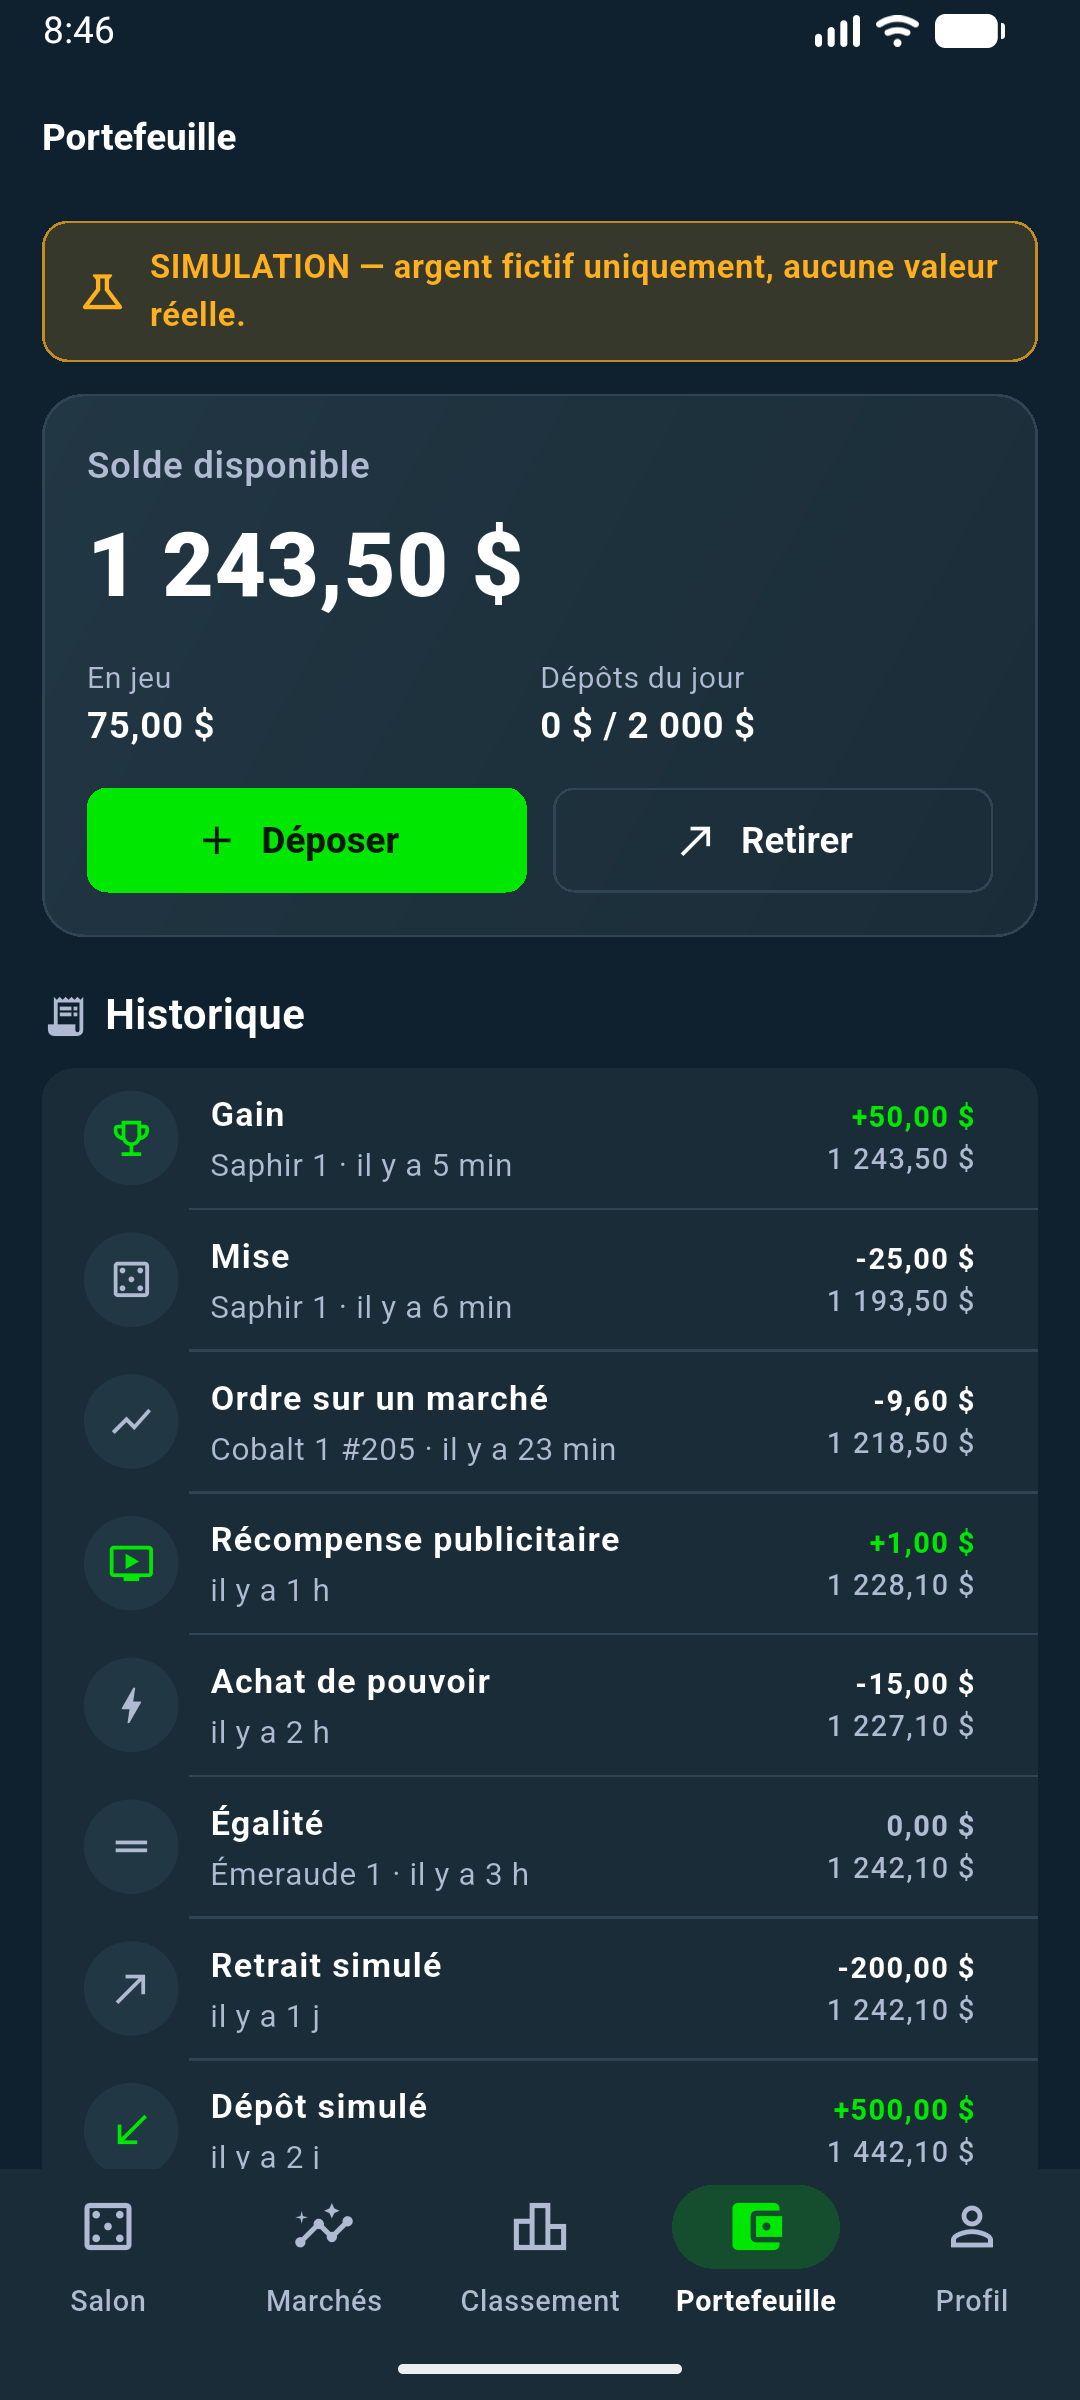 8:46
Portefeuille
SIMULATION — argent fictif uniquement, aucune valeur
réelle.
Solde disponible
1 243,50 $
En jeu
Dépôts du jour
75,00 $
0 $ / 2 000 $
Déposer
Retirer
Historique
Gain
+50,00 $
Saphir 1 · il y a 5 min
1 243,50 $
Mise
-25,00 $
Saphir 1 · il y a 6 min
1 193,50 $
Ordre sur un marché
-9,60 $
Cobalt 1 #205 · il y a 23 min
1 218,50 $
Récompense publicitaire
+1,00 $
il y a 1 h
1 228,10 $
Achat de pouvoir
-15,00 $
il y a 2 h
1 227,10 $
Égalité
0,00 $
Émeraude 1 · il y a 3 h
1 242,10 $
Retrait simulé
-200,00 $
il y a 1 j
1 242,10 $
Dépôt simulé
+500,00 $
il y a 2 j
1 442,10 $
Salon
Marchés
Classement
Portefeuille
Profil